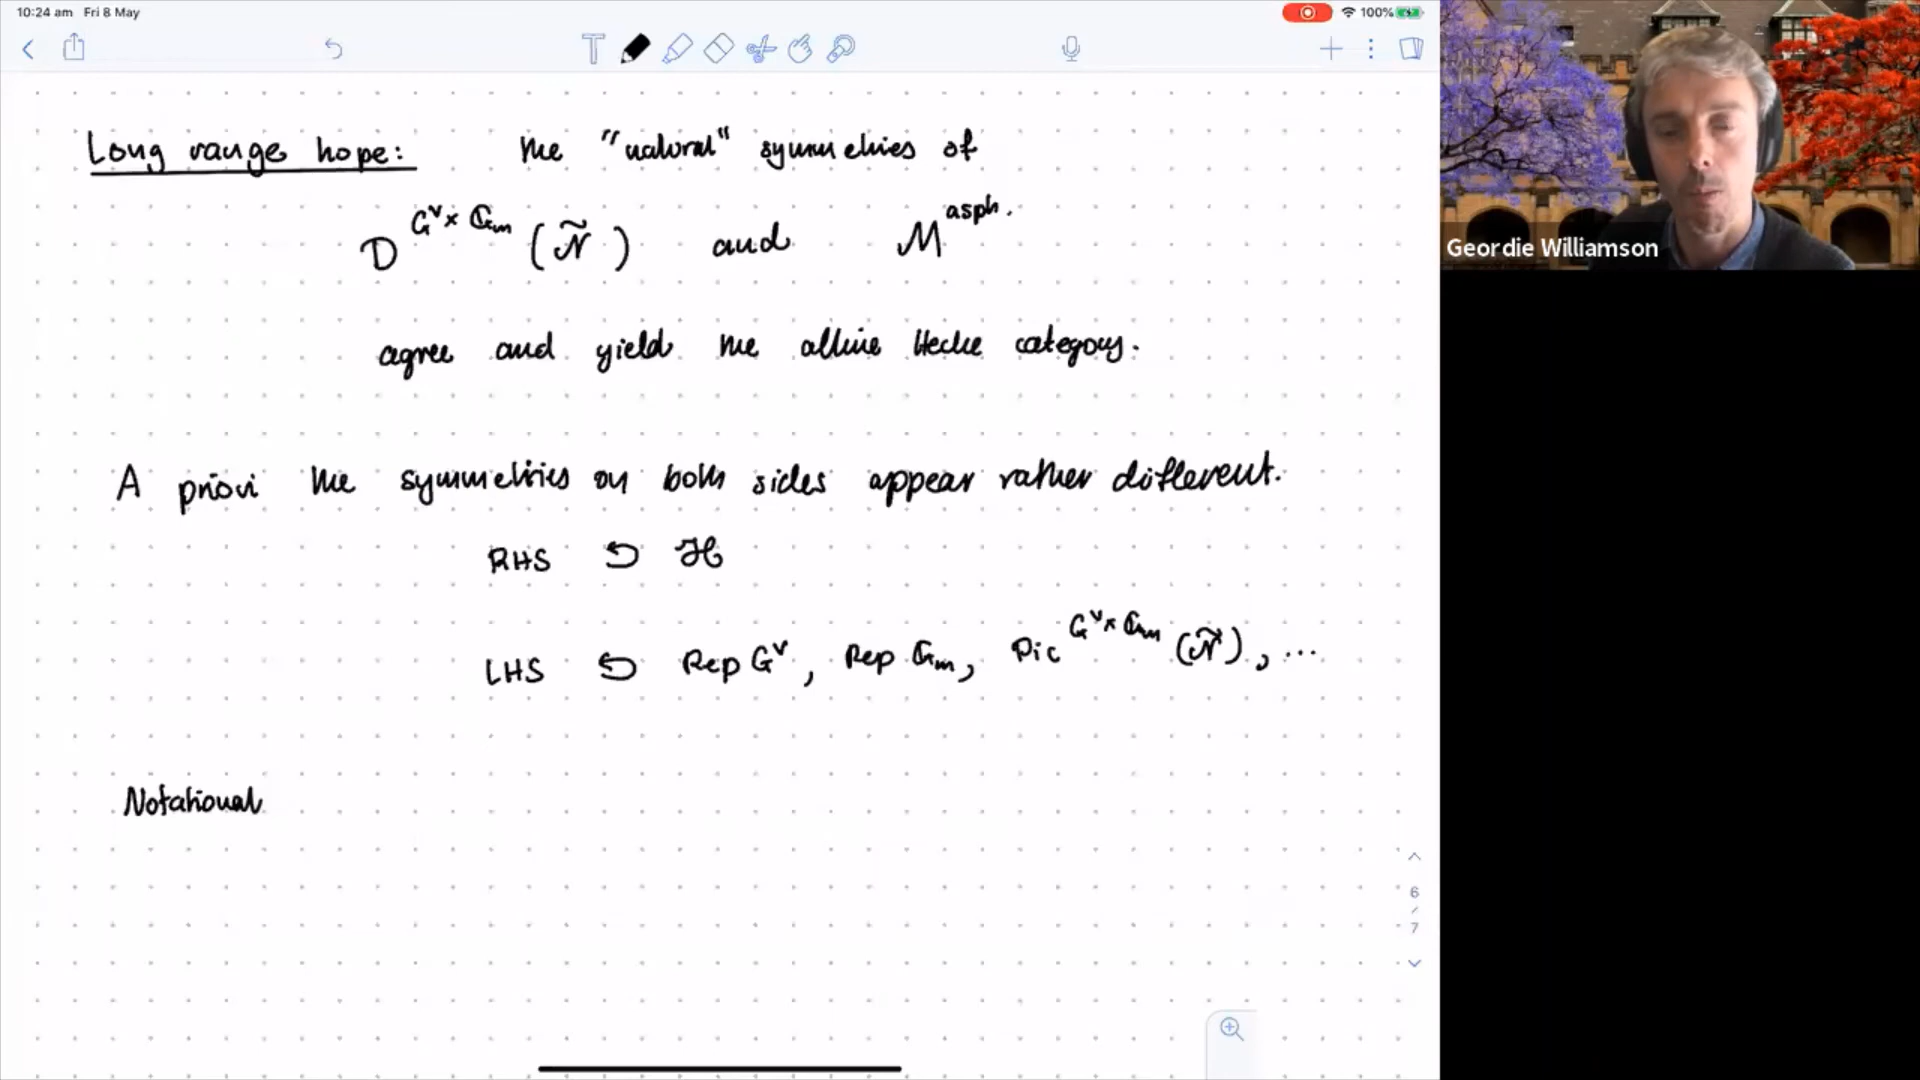 10:24 am Fri 8 May
100%
Long range hope: the "natural" symmetries of
D^{G^∨ × G_m} (Ñ) and M^{asph.}
agree and yield the affine Hecke category.
A priori the symmetries on both sides appear rather different.
RHS ↺ H
LHS ↺ Rep G^∨, Rep G_m, Pic^{G^∨ × G_m} (Ñ), ...
Notational
6
/
7
Geordie Williamson